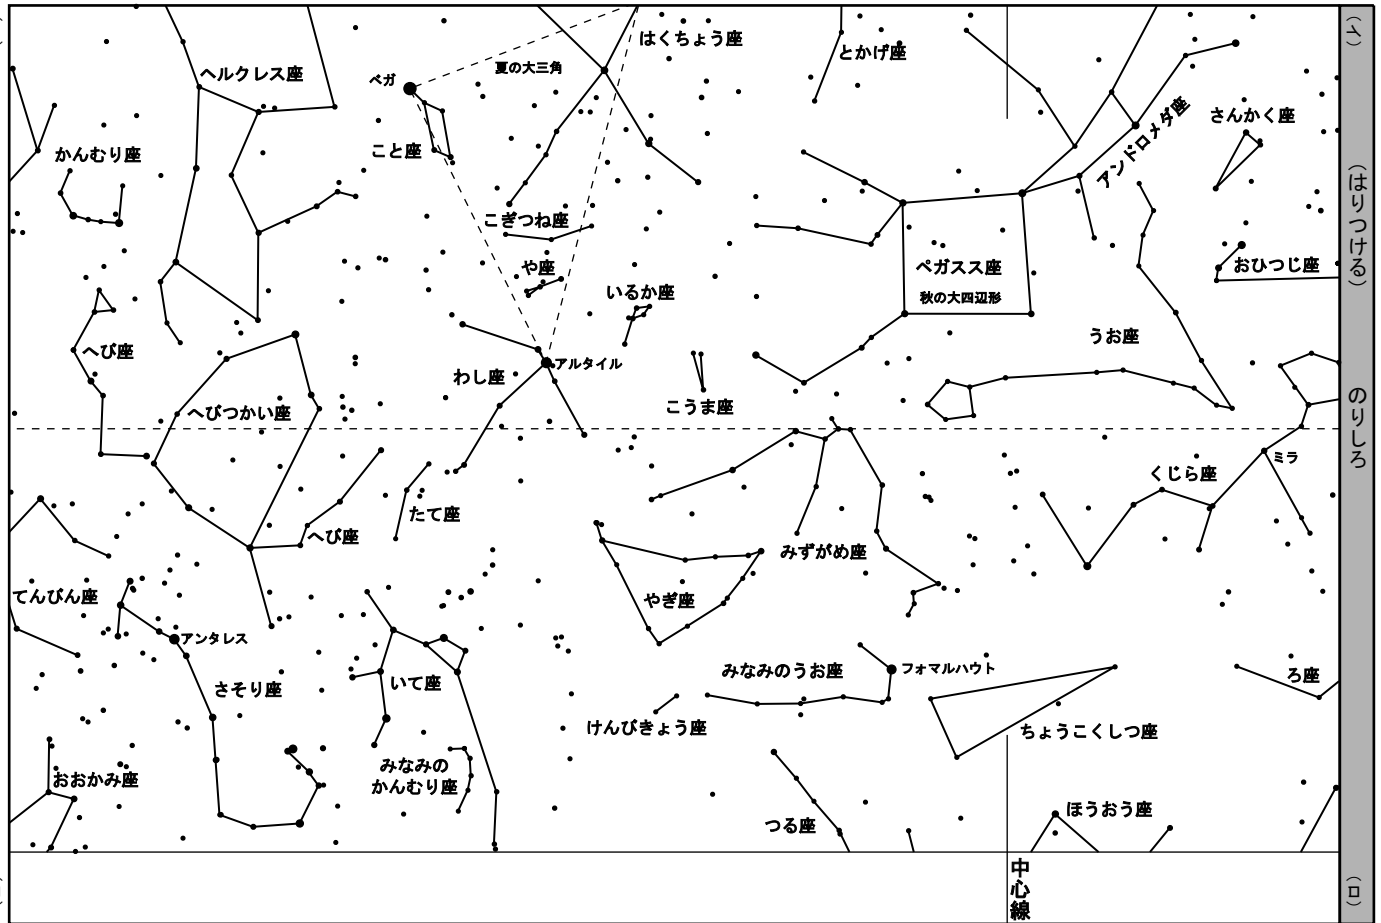 はくちょう座
とかげ座
(イ)
ヘルクレス座
ベガ
夏の大三角
さんかく座
アンドロメダ座
かんむり座
こと座
(はりつける)
こぎつね座
や座
ペガスス座
おひつじ座
いるか座
秋の大四辺形
うお座
へび座
わし座
アルタイル
こうま座
へびつかい座
のりしろ
ミラ
くじら座
たて座
へび座
みずがめ座
てんびん座
やぎ座
アンタレス
さそり座
いて座
みなみのうお座
フォマルハウト
ろ座
けんびきょう座
ちょうこくしつ座
おおかみ座
みなみの
かんむり座
つる座
ほうおう座
中心線
(ロ)